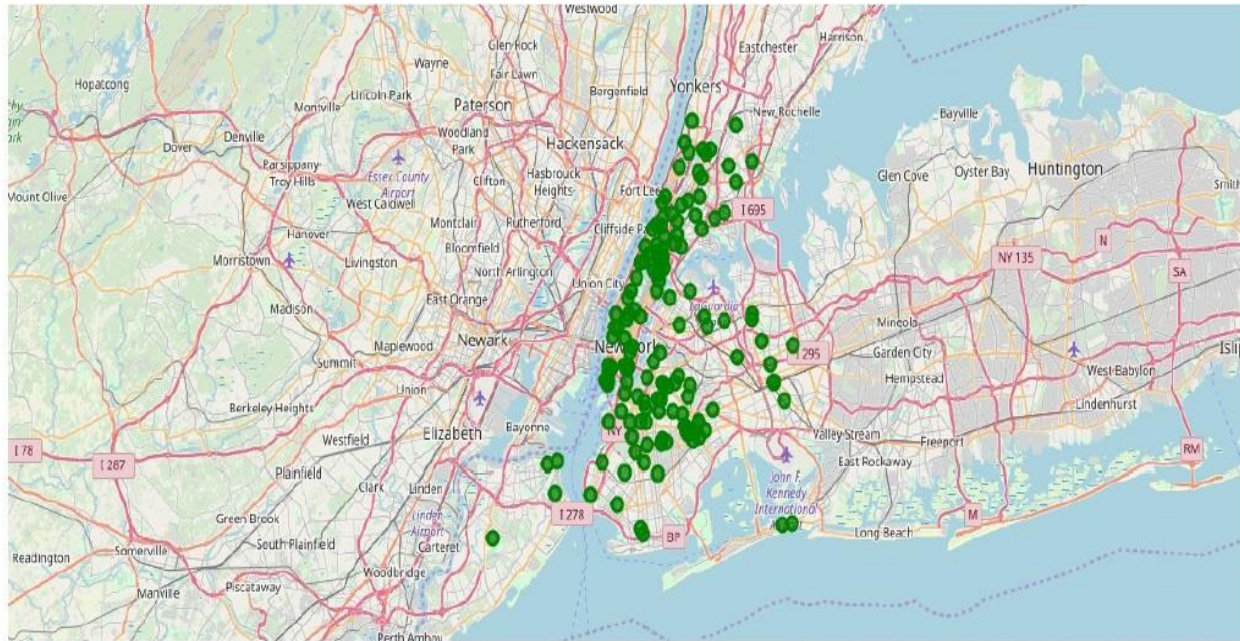 Westwood
Harrison
Eastchester
Glen Rock
Hopatcong
Wayne
Fair Lawn
Yonkers
Bergenfield
Lincoln Park
Montville
Paterson
New Rochelle
Bayville
Denville
Woodland
Park
Hackensack
Dover
Parsippany
Troy Hills
Essex County
Airport
Clifton
Hasbrouck
Heights
Fort Lee
Glen Cove
Oyster Bay
Huntington
Mount Olive
West Caldwell
I 695
Smith
Montclair
Rutherford
Cliffside Pa
Hanover
Bloomfield
N
Morristown
Livingston
North Arlington
Union City
NY 135
SA
Madison
East Orange
Mineola
Maplewood
Newark
New York
295
Garden City
Islip
Summit
West Babylon
Union
Hempstead
Berkeley Heights
Lindenhurst
Elizabeth
Bayonne
NY
Valley Stream
Freeport
I 78
I 287
Westfield
Plainfield
Clark
Linden
East Rockaway
RM
John F.
Kennedy
International
Linden
Airport
I 278
M
Green Brook
Carteret
BP
Long Beach
Readington
Somerville
South Plainfield
Woodbridge
Piscataway
Manville
Perth Amboy